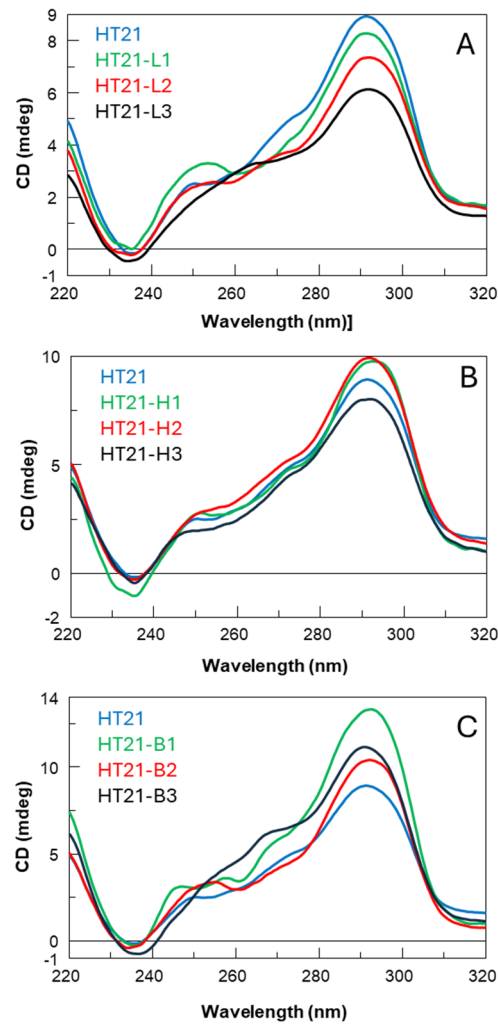 9
8
6
4
2
0
-1
CD (mdeg)
HT21
HT21-L1
HT21-L2
HT21-L3
A
220 240 260 280 300 320
Wavelength (nm)]
10
5
0
-2
CD (mdeg)
HT21
HT21-H1
HT21-H2
HT21-H3
B
220 240 260 280 300 320
Wavelength (nm)
14
10
5
0
-1
CD (mdeg)
HT21
HT21-B1
HT21-B2
HT21-B3
C
220 240 260 280 300 320
Wavelength (nm)